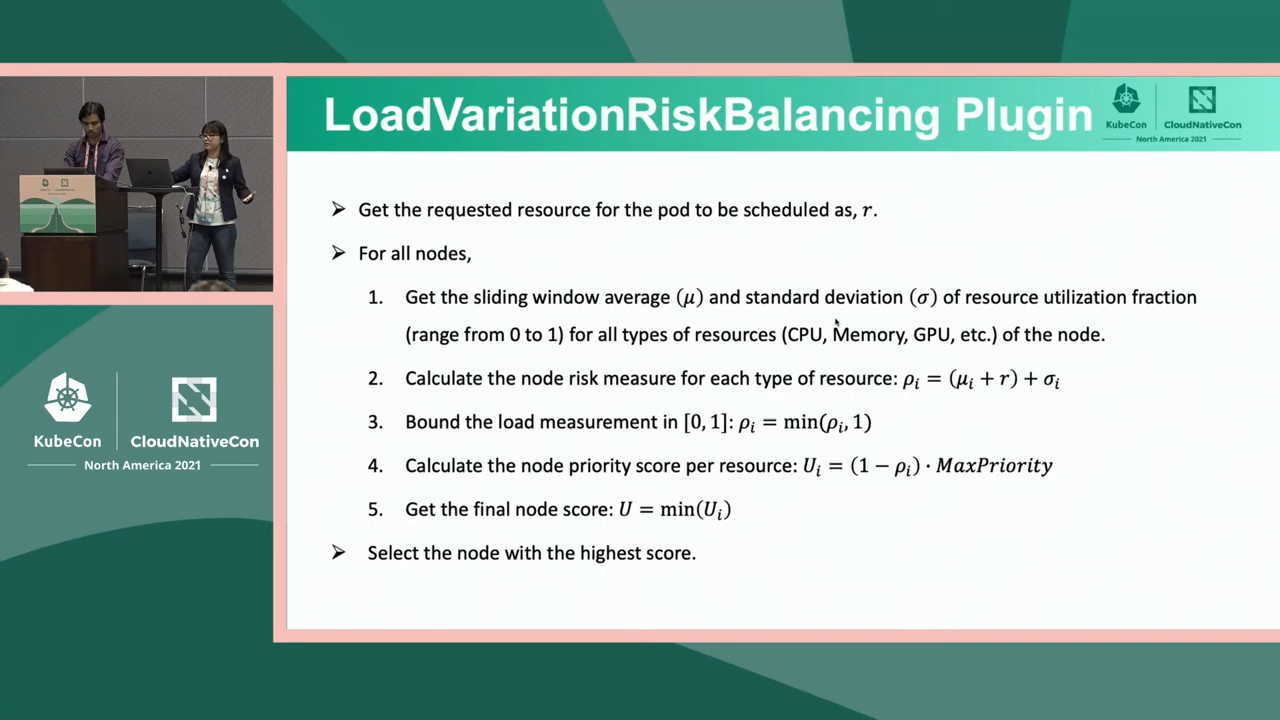 LoadVariationRiskBalancing Plugin
KubeCon
CloudNativeCon
North America 2021
➢ Get the requested resource for the pod to be scheduled as, r.
➢ For all nodes,
1. Get the sliding window average (μ) and standard deviation (σ) of resource utilization fraction
(range from 0 to 1) for all types of resources (CPU, Memory, GPU, etc.) of the node.
2. Calculate the node risk measure for each type of resource: ρᵢ = (μᵢ + r) + σᵢ
3. Bound the load measurement in [0, 1]: ρᵢ = min(ρᵢ, 1)
4. Calculate the node priority score per resource: Uᵢ = (1 − ρᵢ) · MaxPriority
5. Get the final node score: U = min(Uᵢ)
➢ Select the node with the highest score.
KubeCon
CloudNativeCon
North America 2021